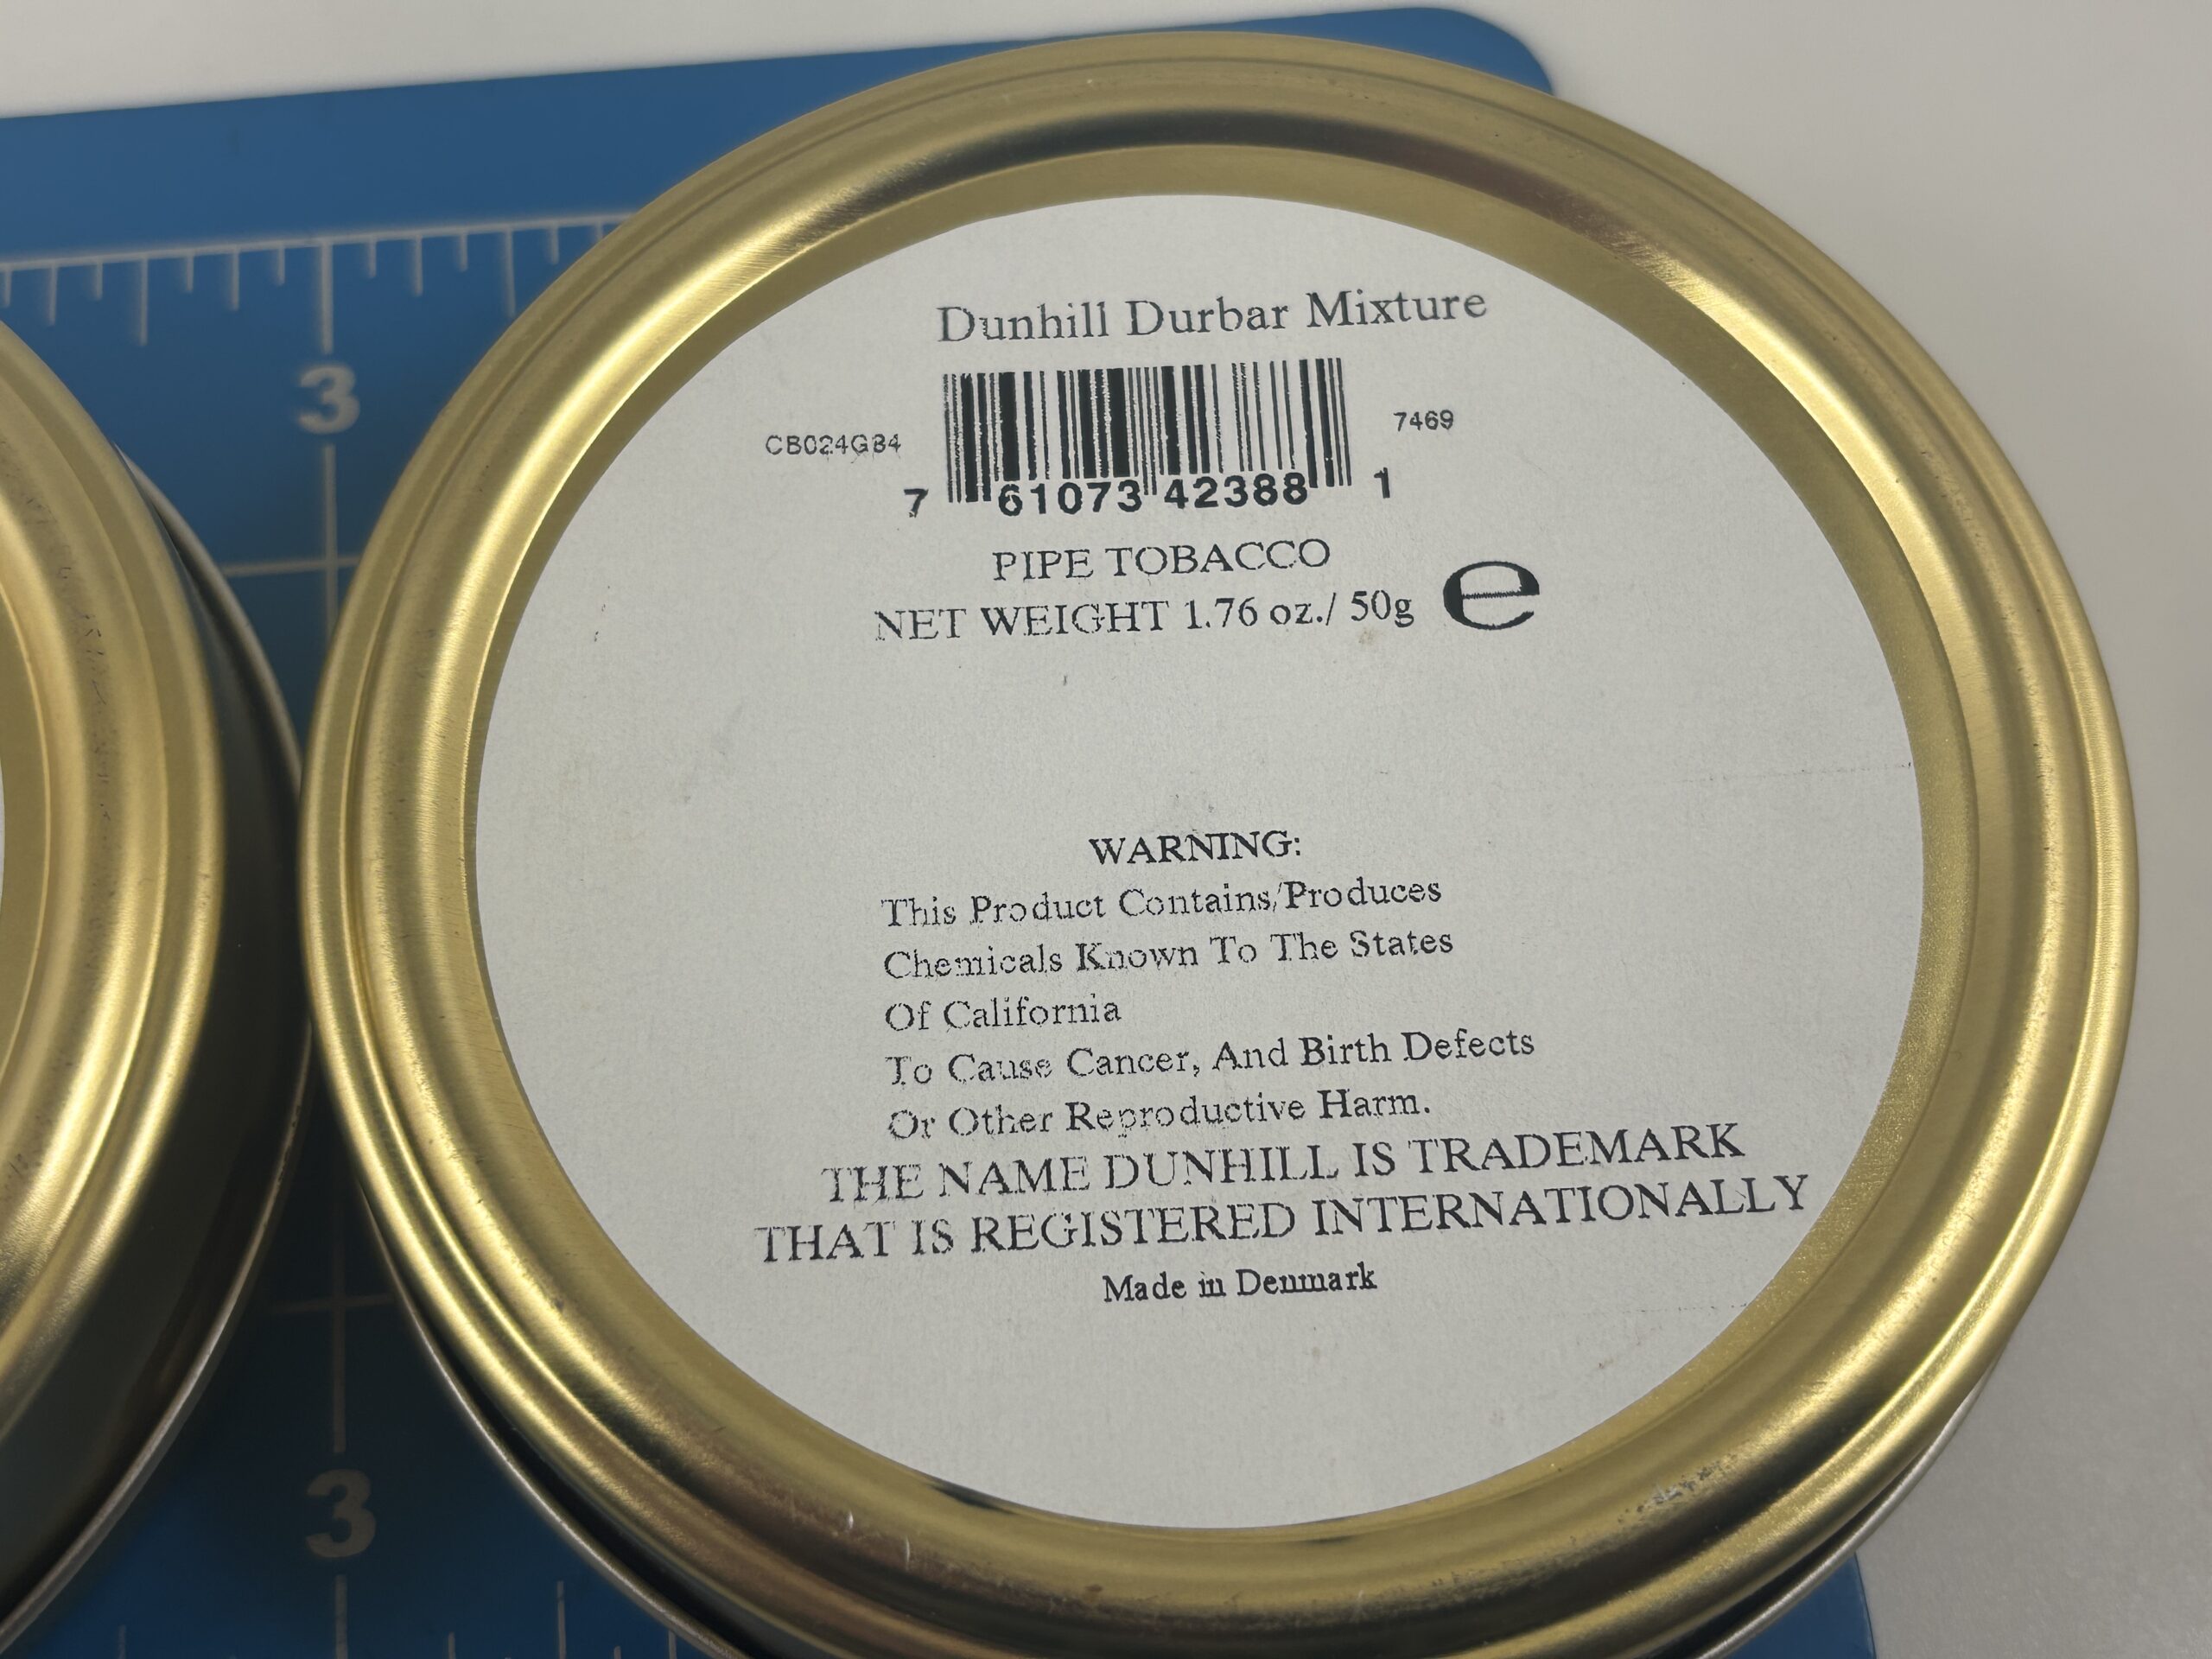 3
Dunhill Durbar Mixture
CB024G84
7469
7 61073 42388 1
PIPE TOBACCO
NET WEIGHT 1.76 oz./ 50g e
WARNING:
This Product Contains/Produces
Chemicals Known To The States
Of California
To Cause Cancer, And Birth Defects
Or Other Reproductive Harm.
THE NAME DUNHILL IS TRADEMARK
THAT IS REGISTERED INTERNATIONALLY
Made in Denmark
3